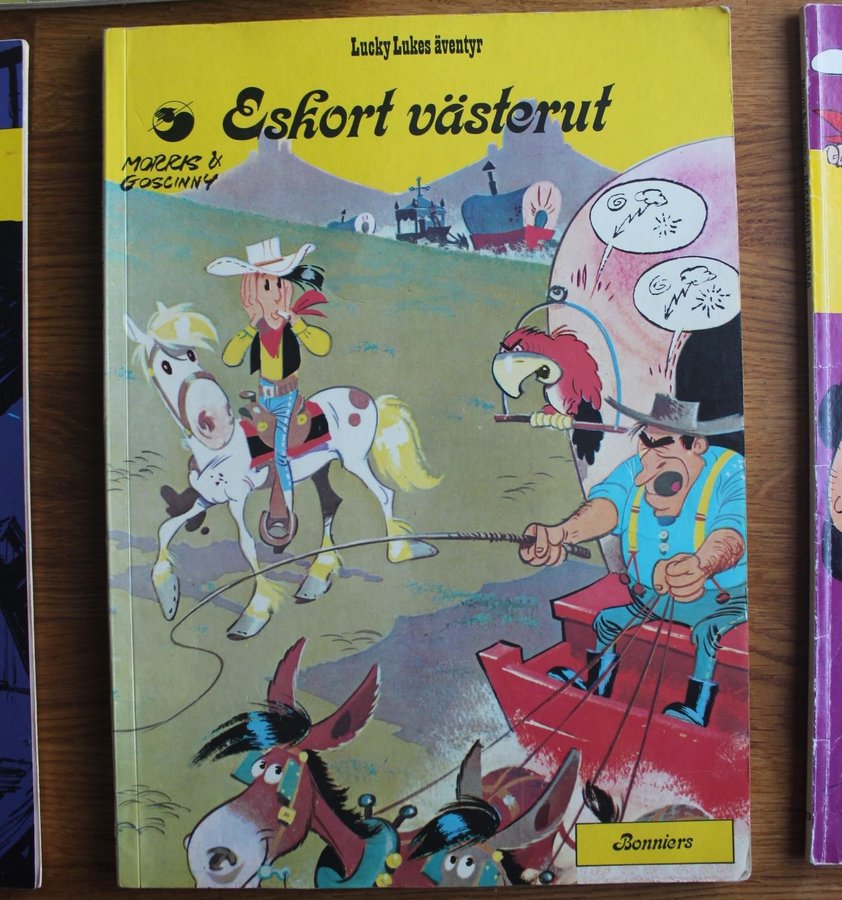 Lucky Lukes äventyr
Eskort västerut
MORRIS &
GOSCINNY
Bonniers